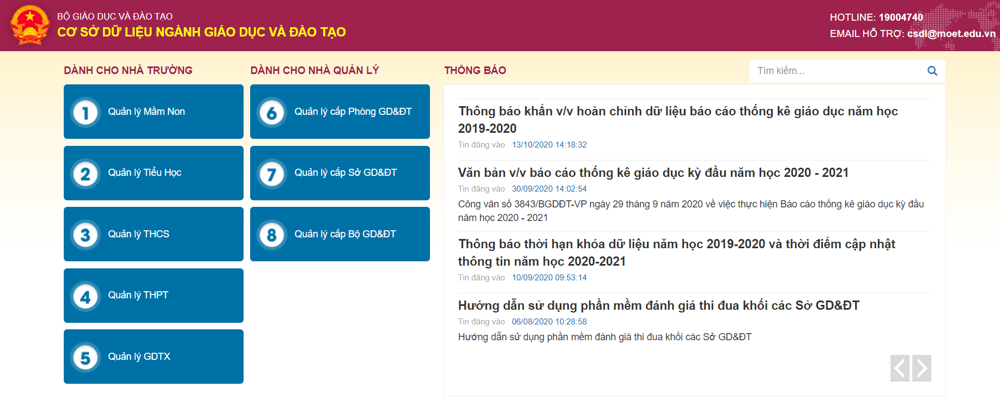 BỘ GIÁO DỤC VÀ ĐÀO TẠO
CƠ SỞ DỮ LIỆU NGÀNH GIÁO DỤC VÀ ĐÀO TẠO
HOTLINE: 19004740
EMAIL HỖ TRỢ: csdl@moet.edu.vn
DÀNH CHO NHÀ TRƯỜNG
1 Quản lý Mầm Non
2 Quản lý Tiểu Học
3 Quản lý THCS
4 Quản lý THPT
5 Quản lý GDTX
DÀNH CHO NHÀ QUẢN LÝ
6 Quản lý cấp Phòng GD&ĐT
7 Quản lý cấp Sở GD&ĐT
8 Quản lý cấp Bộ GD&ĐT
THÔNG BÁO
Tìm kiếm...
Thông báo khẩn v/v hoàn chỉnh dữ liệu báo cáo thống kê giáo dục năm học
2019-2020
Tin đăng vào 13/10/2020 14:18:32
Văn bản v/v báo cáo thống kê giáo dục kỳ đầu năm học 2020 - 2021
Tin đăng vào 30/09/2020 14:02:54
Công văn số 3843/BGDĐT-VP ngày 29 tháng 9 năm 2020 về việc thực hiện Báo cáo thống kê giáo dục kỳ đầu
năm học 2020 - 2021
Thông báo thời hạn khóa dữ liệu năm học 2019-2020 và thời điểm cập nhật
thông tin năm học 2020-2021
Tin đăng vào 10/09/2020 09:53:14
Hướng dẫn sử dụng phần mềm đánh giá thi đua khối các Sở GD&ĐT
Tin đăng vào 06/08/2020 10:28:58
Hướng dẫn sử dụng phần mềm đánh giá thi đua khối các Sở GD&ĐT